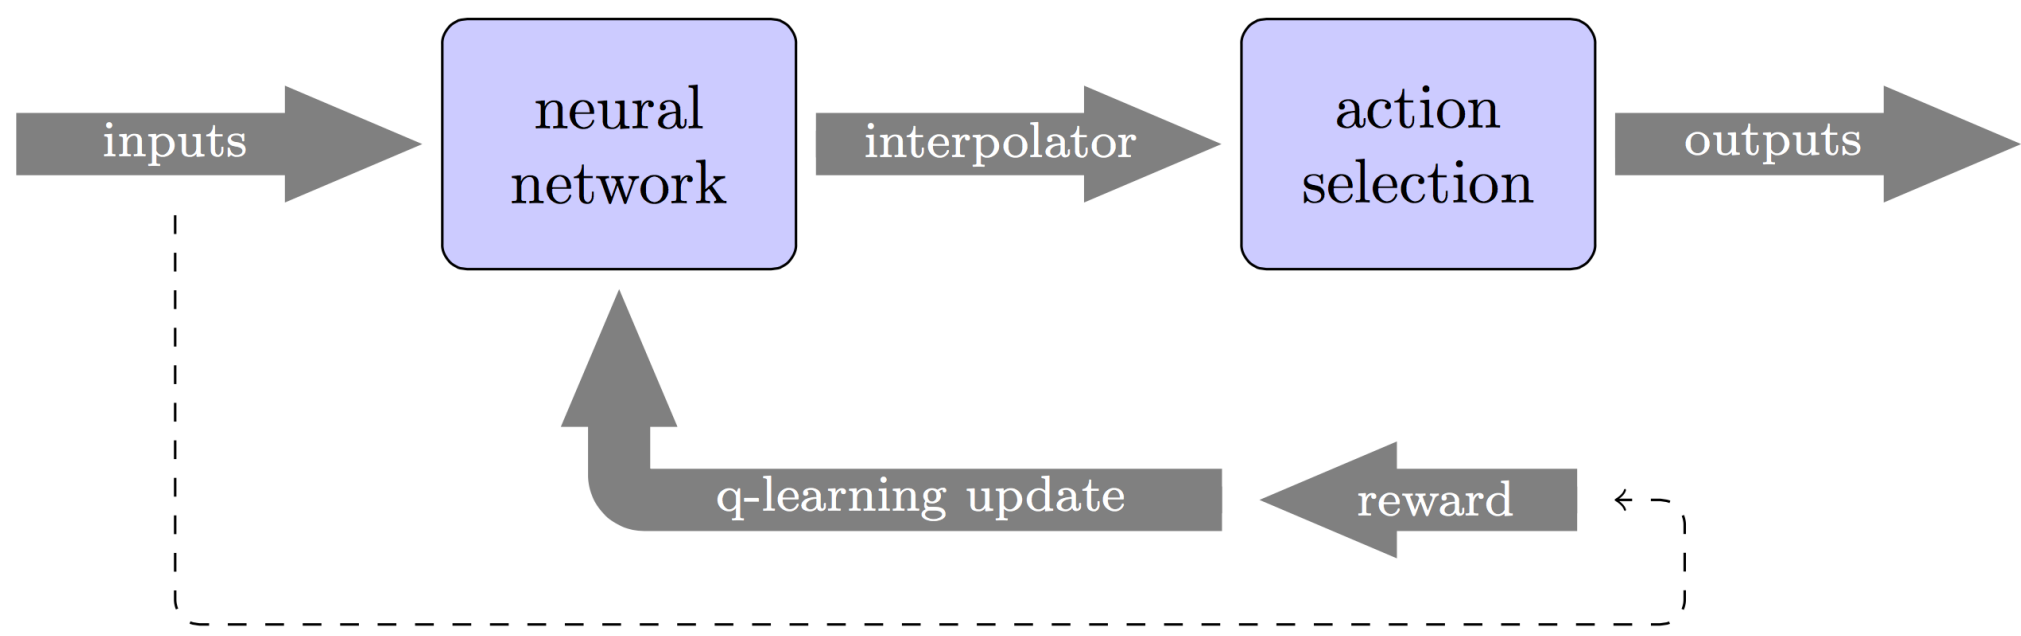 inputs
neural
network
interpolator
action
selection
outputs
q-learning update
reward